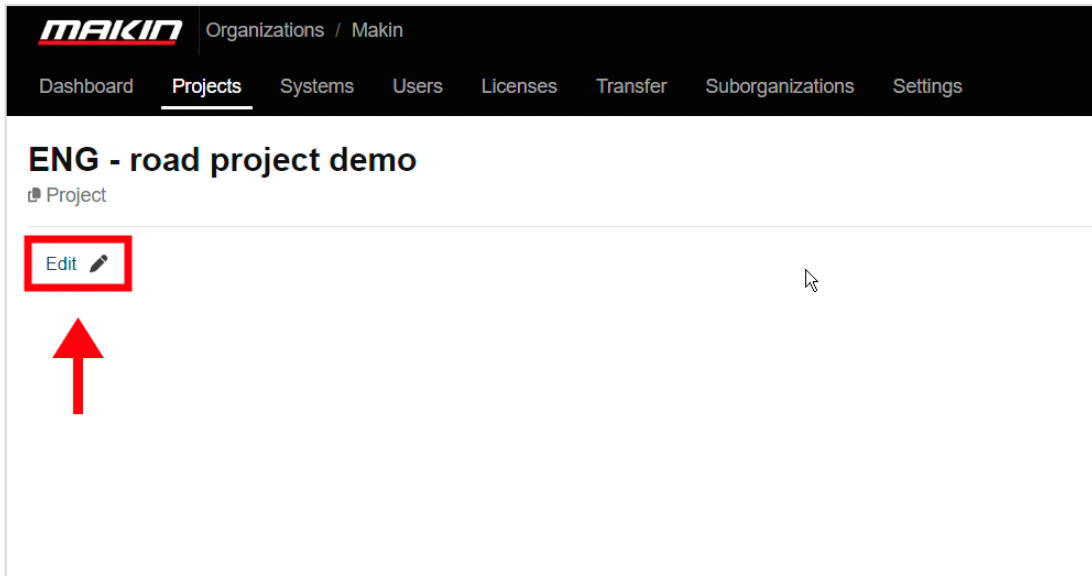 MAKIN Organizations / Makin
Dashboard Projects Systems Users Licenses Transfer Suborganizations Settings
ENG - road project demo
Project
Edit